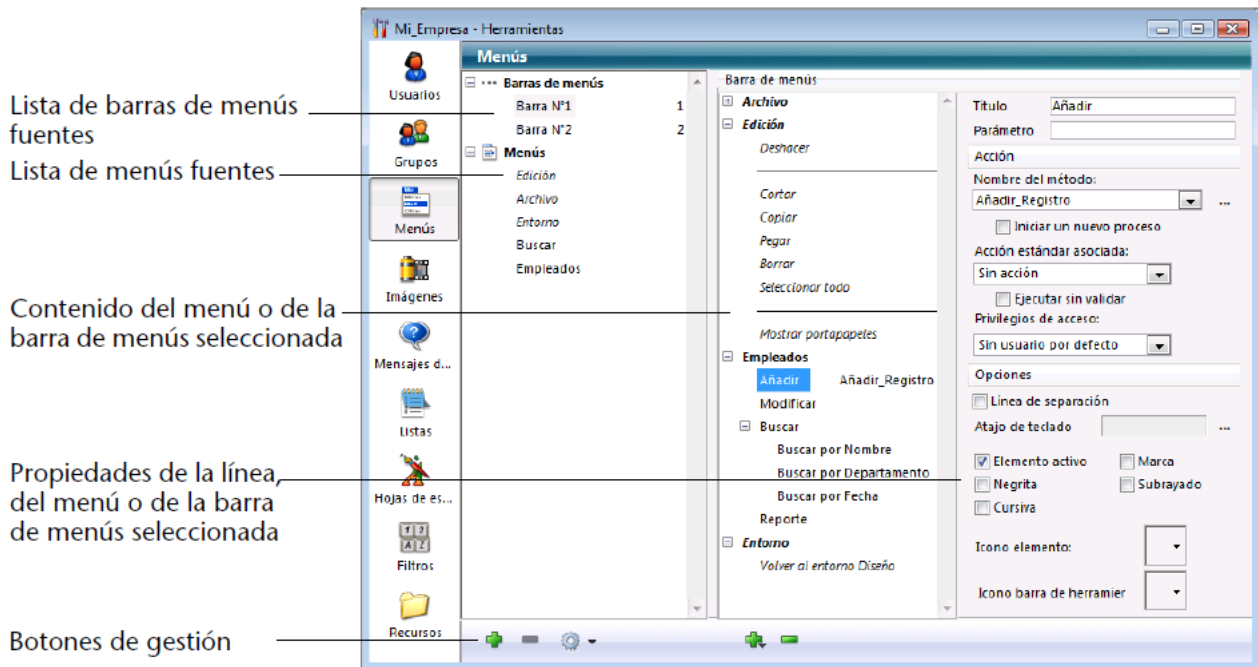 Mi_Empresa - Herramientas
Menús
Lista de barras de menús
fuentes
Lista de menús fuentes
Contenido del menú o de la
barra de menús seleccionada
Propiedades de la línea,
del menú o de la barra
de menús seleccionada
Botones de gestión
Usuarios
Grupos
Menús
Imágenes
Mensajes d...
Listas
Hojas de es...
Filtros
Recursos
Barras de menús
Barra N°1 1
Barra N°2 2
Menús
Edición
Archivo
Entorno
Buscar
Empleados
Barra de menús
Archivo
Edición
Deshacer
Cortar
Copiar
Pegar
Borrar
Seleccionar todo
Mostrar portapapeles
Empleados
Añadir Añadir_Registro
Modificar
Buscar
Buscar por Nombre
Buscar por Departamento
Buscar por Fecha
Reporte
Entorno
Volver al entorno Diseño
Título Añadir
Parámetro
Acción
Nombre del método:
Añadir_Registro ...
Iniciar un nuevo proceso
Acción estándar asociada:
Sin acción
Ejecutar sin validar
Privilegios de acceso:
Sin usuario por defecto
Opciones
Linea de separación
Atajo de teclado ...
Elemento activo Marca
Negrita Subrayado
Cursiva
Icono elemento:
Icono barra de herramier